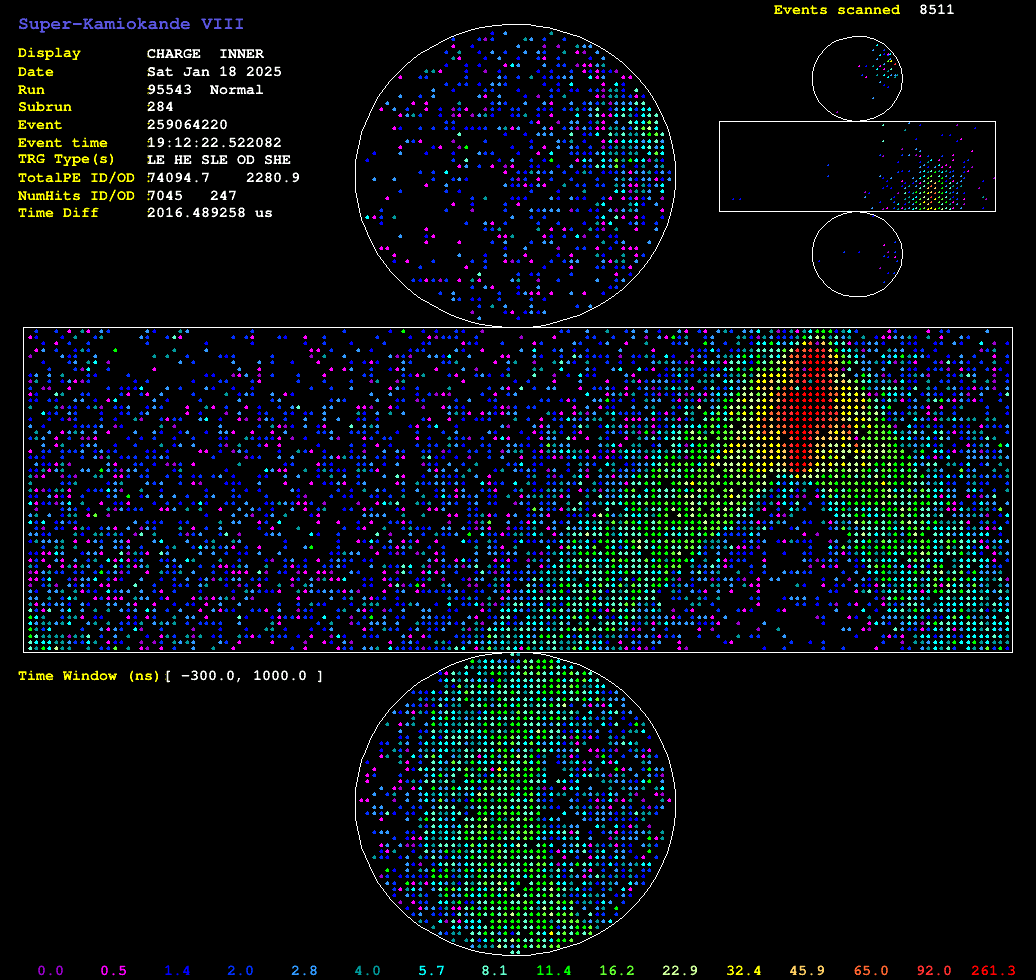 Super-Kamiokande VIII
Events scanned 8511
Display CHARGE INNER
Date Sat Jan 18 2025
Run 95543 Normal
Subrun 284
Event 259064220
Event time 19:12:22.522082
TRG Type(s) LE HE SLE OD SHE
TotalPE ID/OD :74094.7 2280.9
NumHits ID/OD :7045 247
Time Diff 2016.489258 us
Time Window (ns)[ -300.0, 1000.0 ]
0.0 0.5 1.4 2.0 2.8 4.0 5.7 8.1 11.4 16.2 22.9 32.4 45.9 65.0 92.0 261.3